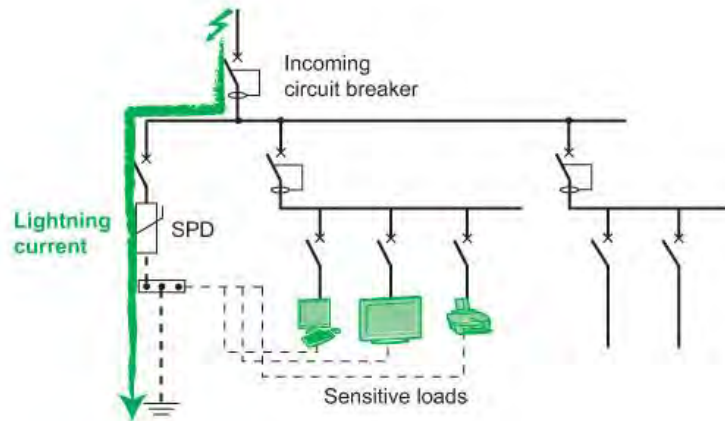 Incoming
circuit breaker
Lightning
current
SPD
Sensitive loads